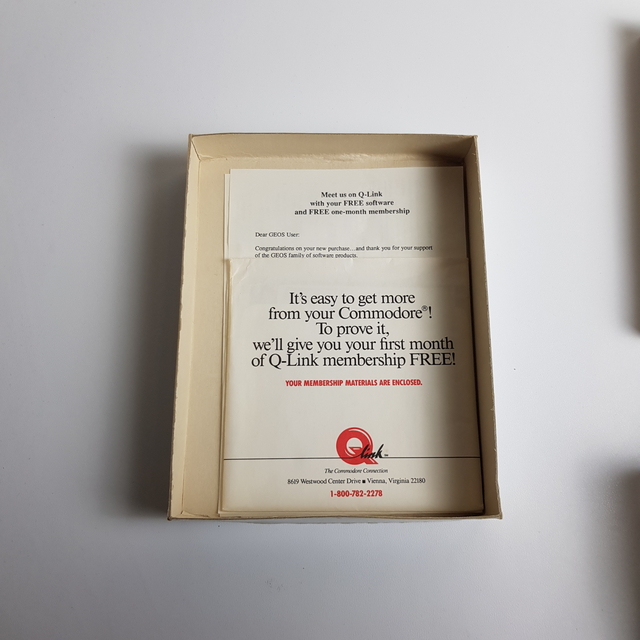 Meet us on Q-Link
with your FREE software
and FREE one-month membership
Dear GEOS User:
Congratulations on your new purchase...and thank you for your support
of the GEOS family of software products.
It's easy to get more
from your Commodore®!
To prove it,
we'll give you your first month
of Q-Link membership FREE!
YOUR MEMBERSHIP MATERIALS ARE ENCLOSED.
Q link™
The Commodore Connection
8619 Westwood Center Drive ■ Vienna, Virginia 22180
1-800-782-2278